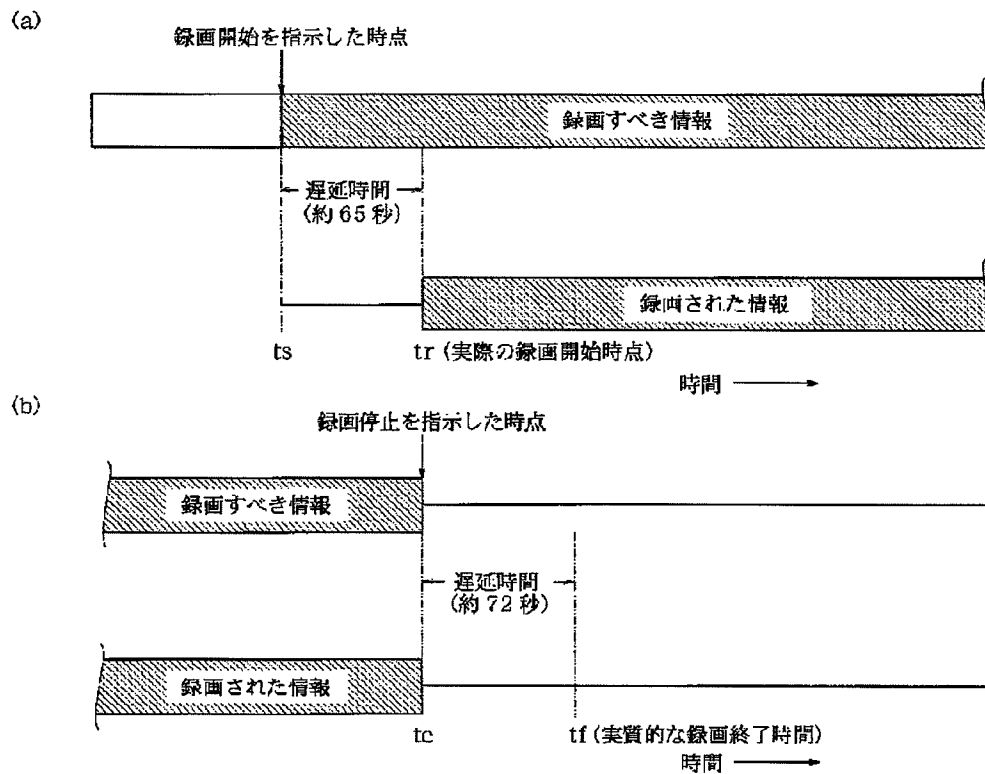 (a)
録画開始を指示した時点
録画すべき情報
遅延時間
(約65秒)
録画された情報
ts
tr (実際の録画開始時点)
時間
(b)
録画停止を指示した時点
録画すべき情報
遅延時間
(約72秒)
録画された情報
tc
tf (実質的な録画終了時間)
時間